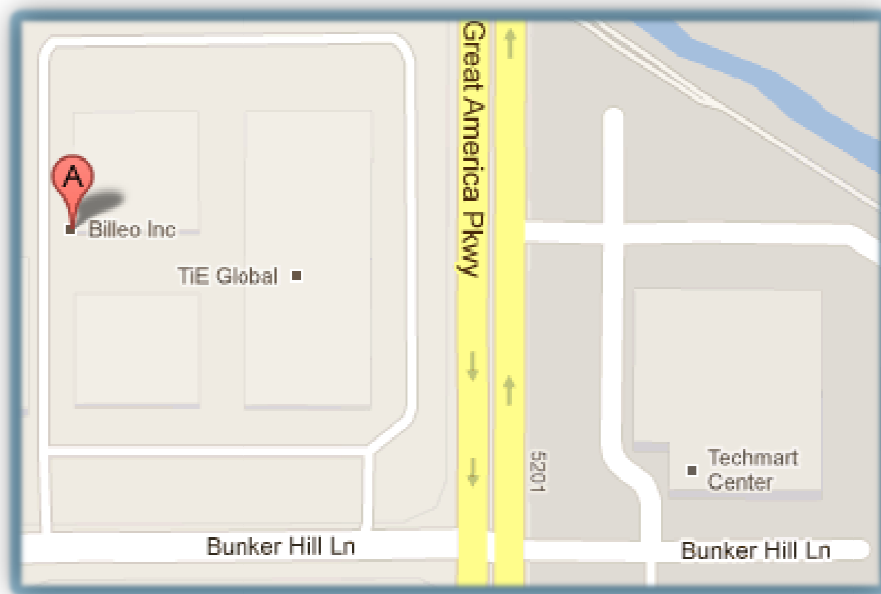 Great America Pkwy
A
Billeo Inc
TiE Global
5201
Techmart
Center
Bunker Hill Ln
Bunker Hill Ln